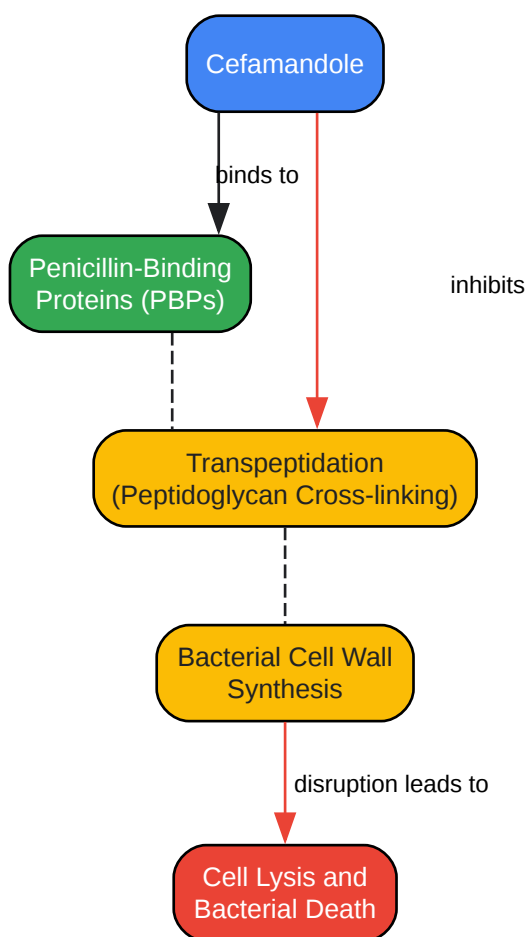 Cefamandole
binds to
Penicillin-Binding
Proteins (PBPs)
inhibits
Transpeptidation
(Peptidoglycan Cross-linking)
Bacterial Cell Wall
Synthesis
disruption leads to
Cell Lysis and
Bacterial Death